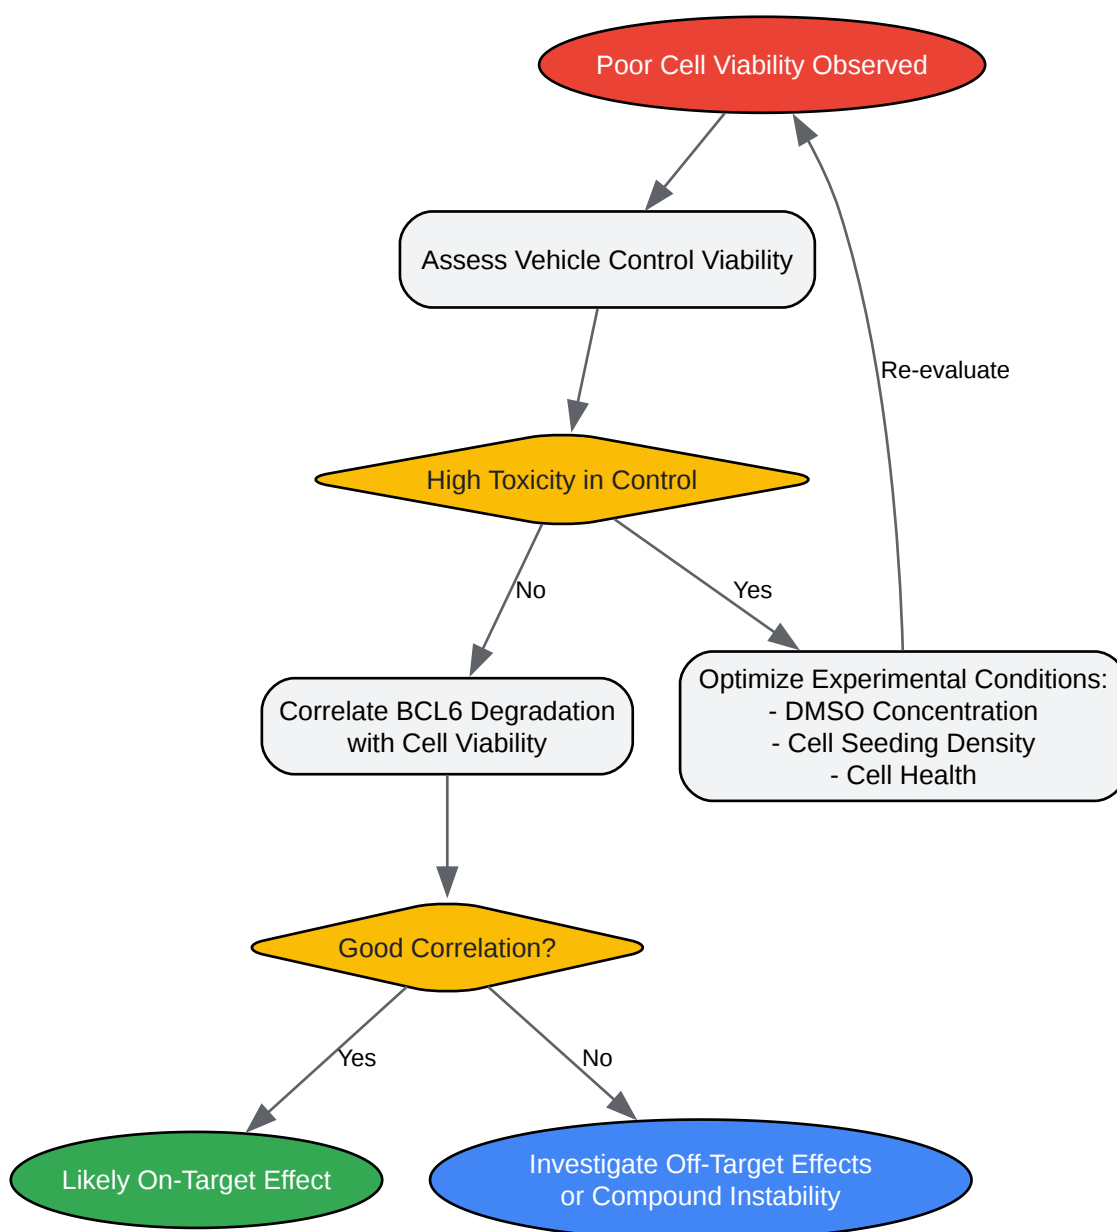 Poor Cell Viability Observed
Assess Vehicle Control Viability
Re-evaluate
High Toxicity in Control
No
Yes
Correlate BCL6 Degradation
with Cell Viability
Optimize Experimental Conditions:
- DMSO Concentration
- Cell Seeding Density
- Cell Health
Good Correlation?
Yes
No
Likely On-Target Effect
Investigate Off-Target Effects
or Compound Instability